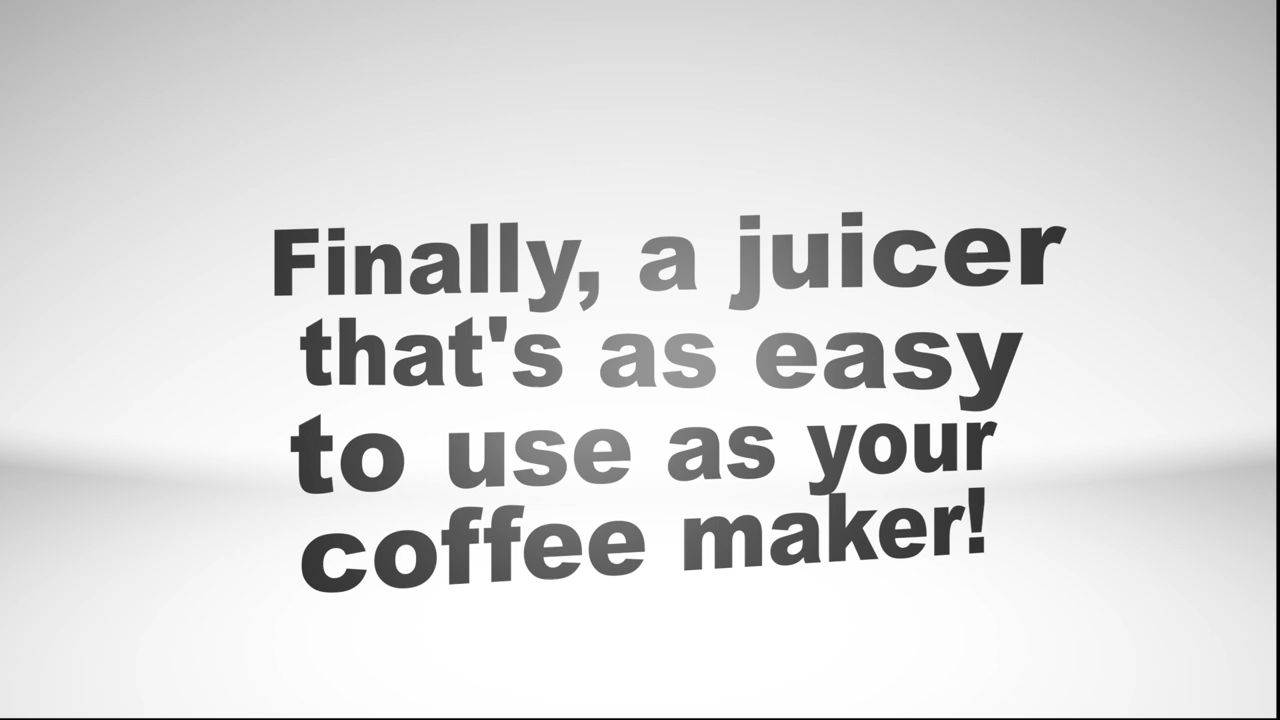 Finally, a juicer
that's as easy
to use as your
coffee maker!